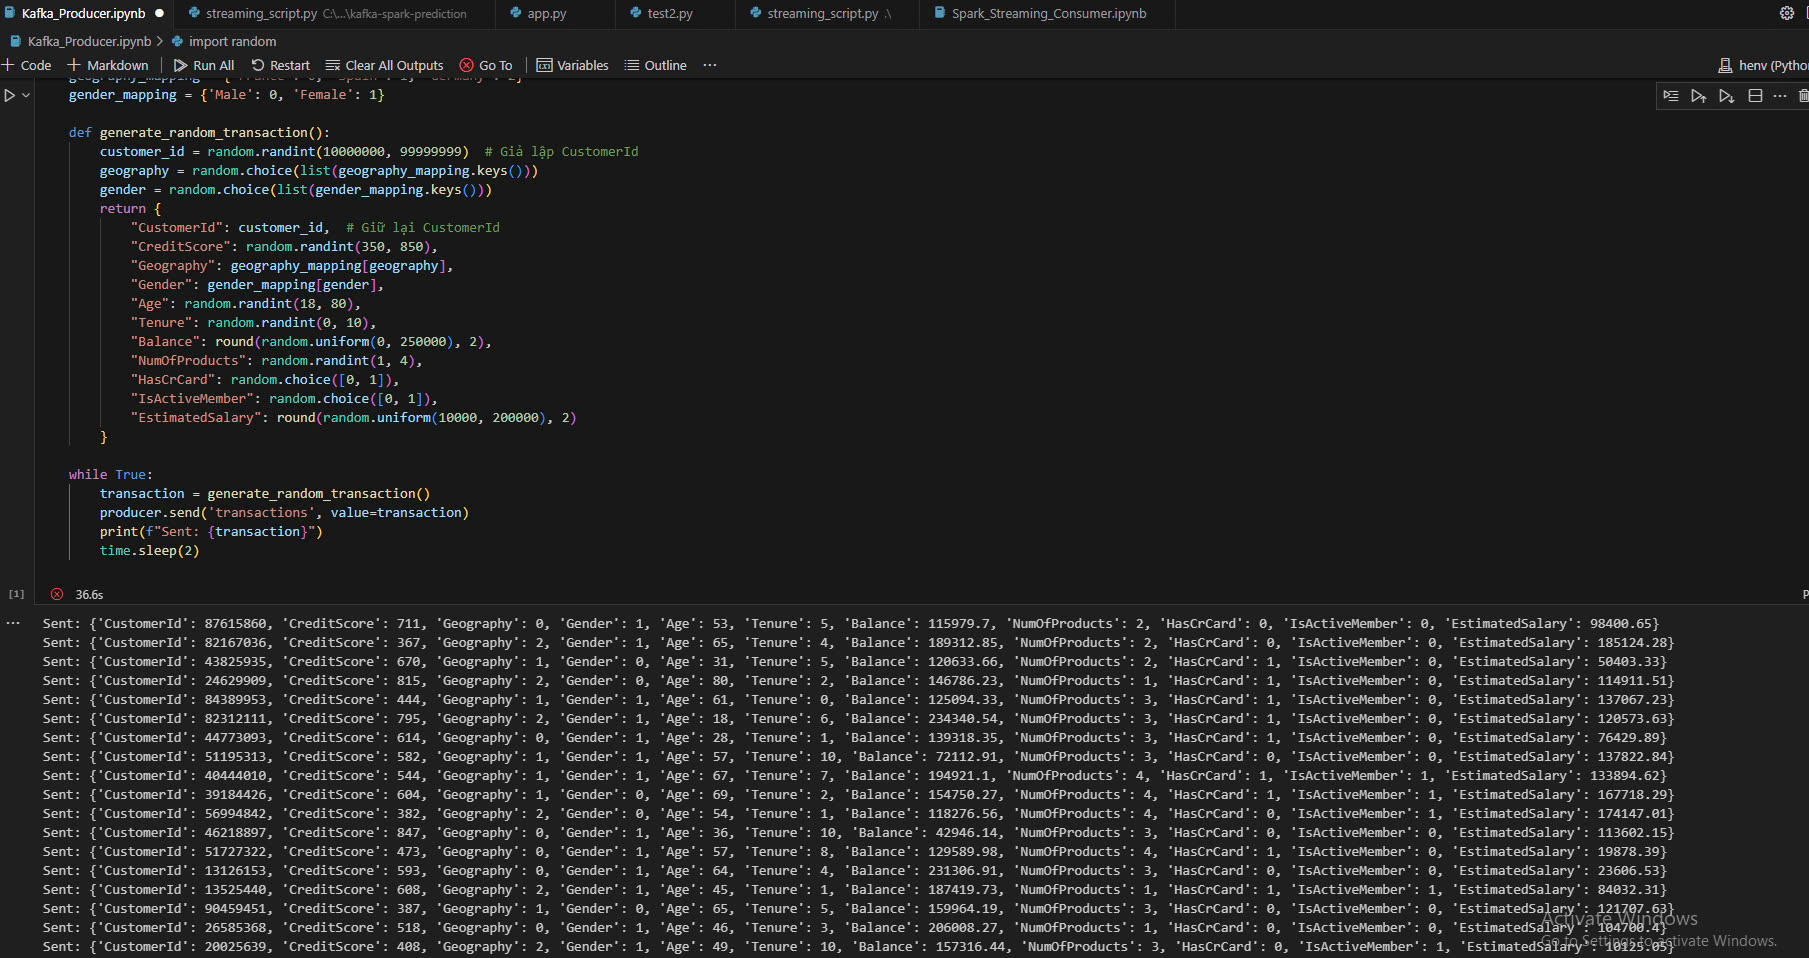 Kafka_Producer.ipynb ● streaming_script.py C:\...\kafka-spark-prediction app.py test2.py streaming_script.py .\ Spark_Streaming_Consumer.ipynb
Kafka_Producer.ipynb > import random
+ Code + Markdown | Run All Restart Clear All Outputs Go To | Variables Outline ··· henv (Pytho
geography_mapping = {'France': 0, 'Spain': 1, 'Germany': 2}
gender_mapping = {'Male': 0, 'Female': 1}
def generate_random_transaction():
customer_id = random.randint(10000000, 99999999)  # Giả lập CustomerId
geography = random.choice(list(geography_mapping.keys()))
gender = random.choice(list(gender_mapping.keys()))
return {
"CustomerId": customer_id,  # Giữ lại CustomerId
"CreditScore": random.randint(350, 850),
"Geography": geography_mapping[geography],
"Gender": gender_mapping[gender],
"Age": random.randint(18, 80),
"Tenure": random.randint(0, 10),
"Balance": round(random.uniform(0, 250000), 2),
"NumOfProducts": random.randint(1, 4),
"HasCrCard": random.choice([0, 1]),
"IsActiveMember": random.choice([0, 1]),
"EstimatedSalary": round(random.uniform(10000, 200000), 2)
}
while True:
transaction = generate_random_transaction()
producer.send('transactions', value=transaction)
print(f"Sent: {transaction}")
time.sleep(2)
[1] 36.6s P
··· Sent: {'CustomerId': 87615860, 'CreditScore': 711, 'Geography': 0, 'Gender': 1, 'Age': 53, 'Tenure': 5, 'Balance': 115979.7, 'NumOfProducts': 2, 'HasCrCard': 0, 'IsActiveMember': 0, 'EstimatedSalary': 98400.65}
Sent: {'CustomerId': 82167036, 'CreditScore': 367, 'Geography': 2, 'Gender': 1, 'Age': 65, 'Tenure': 4, 'Balance': 189312.85, 'NumOfProducts': 2, 'HasCrCard': 0, 'IsActiveMember': 0, 'EstimatedSalary': 185124.28}
Sent: {'CustomerId': 43825935, 'CreditScore': 670, 'Geography': 1, 'Gender': 0, 'Age': 31, 'Tenure': 5, 'Balance': 120633.66, 'NumOfProducts': 2, 'HasCrCard': 1, 'IsActiveMember': 0, 'EstimatedSalary': 50403.33}
Sent: {'CustomerId': 24629909, 'CreditScore': 815, 'Geography': 2, 'Gender': 0, 'Age': 80, 'Tenure': 2, 'Balance': 146786.23, 'NumOfProducts': 1, 'HasCrCard': 1, 'IsActiveMember': 0, 'EstimatedSalary': 114911.51}
Sent: {'CustomerId': 84389953, 'CreditScore': 444, 'Geography': 1, 'Gender': 1, 'Age': 61, 'Tenure': 0, 'Balance': 125094.33, 'NumOfProducts': 3, 'HasCrCard': 1, 'IsActiveMember': 0, 'EstimatedSalary': 137067.23}
Sent: {'CustomerId': 82312111, 'CreditScore': 795, 'Geography': 2, 'Gender': 1, 'Age': 18, 'Tenure': 6, 'Balance': 234340.54, 'NumOfProducts': 3, 'HasCrCard': 1, 'IsActiveMember': 0, 'EstimatedSalary': 120573.63}
Sent: {'CustomerId': 44773093, 'CreditScore': 614, 'Geography': 0, 'Gender': 1, 'Age': 28, 'Tenure': 1, 'Balance': 139318.35, 'NumOfProducts': 3, 'HasCrCard': 1, 'IsActiveMember': 0, 'EstimatedSalary': 76429.89}
Sent: {'CustomerId': 51195313, 'CreditScore': 582, 'Geography': 1, 'Gender': 1, 'Age': 57, 'Tenure': 10, 'Balance': 72112.91, 'NumOfProducts': 3, 'HasCrCard': 0, 'IsActiveMember': 0, 'EstimatedSalary': 137822.84}
Sent: {'CustomerId': 40444010, 'CreditScore': 544, 'Geography': 1, 'Gender': 1, 'Age': 67, 'Tenure': 7, 'Balance': 194921.1, 'NumOfProducts': 4, 'HasCrCard': 1, 'IsActiveMember': 1, 'EstimatedSalary': 133894.62}
Sent: {'CustomerId': 39184426, 'CreditScore': 604, 'Geography': 1, 'Gender': 0, 'Age': 69, 'Tenure': 2, 'Balance': 154750.27, 'NumOfProducts': 4, 'HasCrCard': 1, 'IsActiveMember': 1, 'EstimatedSalary': 167718.29}
Sent: {'CustomerId': 56994842, 'CreditScore': 382, 'Geography': 2, 'Gender': 0, 'Age': 54, 'Tenure': 1, 'Balance': 118276.56, 'NumOfProducts': 4, 'HasCrCard': 0, 'IsActiveMember': 1, 'EstimatedSalary': 174147.01}
Sent: {'CustomerId': 46218897, 'CreditScore': 847, 'Geography': 0, 'Gender': 1, 'Age': 36, 'Tenure': 10, 'Balance': 42946.14, 'NumOfProducts': 3, 'HasCrCard': 0, 'IsActiveMember': 0, 'EstimatedSalary': 113602.15}
Sent: {'CustomerId': 51727322, 'CreditScore': 473, 'Geography': 0, 'Gender': 1, 'Age': 57, 'Tenure': 8, 'Balance': 129589.98, 'NumOfProducts': 4, 'HasCrCard': 1, 'IsActiveMember': 0, 'EstimatedSalary': 19878.39}
Sent: {'CustomerId': 13126153, 'CreditScore': 593, 'Geography': 0, 'Gender': 1, 'Age': 64, 'Tenure': 4, 'Balance': 231306.91, 'NumOfProducts': 3, 'HasCrCard': 0, 'IsActiveMember': 0, 'EstimatedSalary': 23606.53}
Sent: {'CustomerId': 13525440, 'CreditScore': 608, 'Geography': 2, 'Gender': 1, 'Age': 45, 'Tenure': 1, 'Balance': 187419.73, 'NumOfProducts': 1, 'HasCrCard': 1, 'IsActiveMember': 1, 'EstimatedSalary': 84032.31}
Sent: {'CustomerId': 90459451, 'CreditScore': 387, 'Geography': 1, 'Gender': 0, 'Age': 65, 'Tenure': 5, 'Balance': 159964.19, 'NumOfProducts': 3, 'HasCrCard': 0, 'IsActiveMember': 0, 'EstimatedSalary': 121707.63}
Sent: {'CustomerId': 26585368, 'CreditScore': 518, 'Geography': 0, 'Gender': 1, 'Age': 46, 'Tenure': 3, 'Balance': 206008.27, 'NumOfProducts': 1, 'HasCrCard': 0, 'IsActiveMember': 0, 'EstimatedSalary': 104700.4}
Sent: {'CustomerId': 20025639, 'CreditScore': 408, 'Geography': 2, 'Gender': 1, 'Age': 49, 'Tenure': 10, 'Balance': 157316.44, 'NumOfProducts': 3, 'HasCrCard': 0, 'IsActiveMember': 1, 'EstimatedSalary': 10125.05}
Activate Windows
Go to Settings to activate Windows.